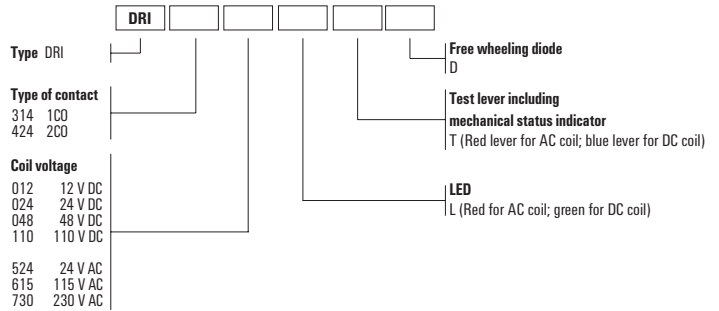 DRI
Type DRI
Type of contact
314 1CO
424 2CO
Coil voltage
012 12 V DC
024 24 V DC
048 48 V DC
110 110 V DC
524 24 V AC
615 115 V AC
730 230 V AC
Free wheeling diode
D
Test lever including
mechanical status indicator
T (Red lever for AC coil; blue lever for DC coil)
LED
L (Red for AC coil; green for DC coil)